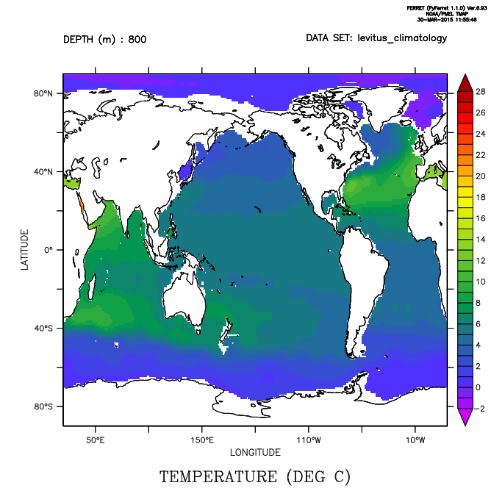 FERRET (PyFerret 1.1.0) Ver.6.93
NOAA/PMEL TMAP
30-MAR-2015 11:55:46
DEPTH (m) : 800
DATA SET: levitus_climatology
80°N
40°N
0°
40°S
80°S
LATITUDE
50°E
150°E
110°W
10°W
LONGITUDE
28
26
24
22
20
18
16
14
12
10
8
6
4
2
0
-2
TEMPERATURE (DEG C)